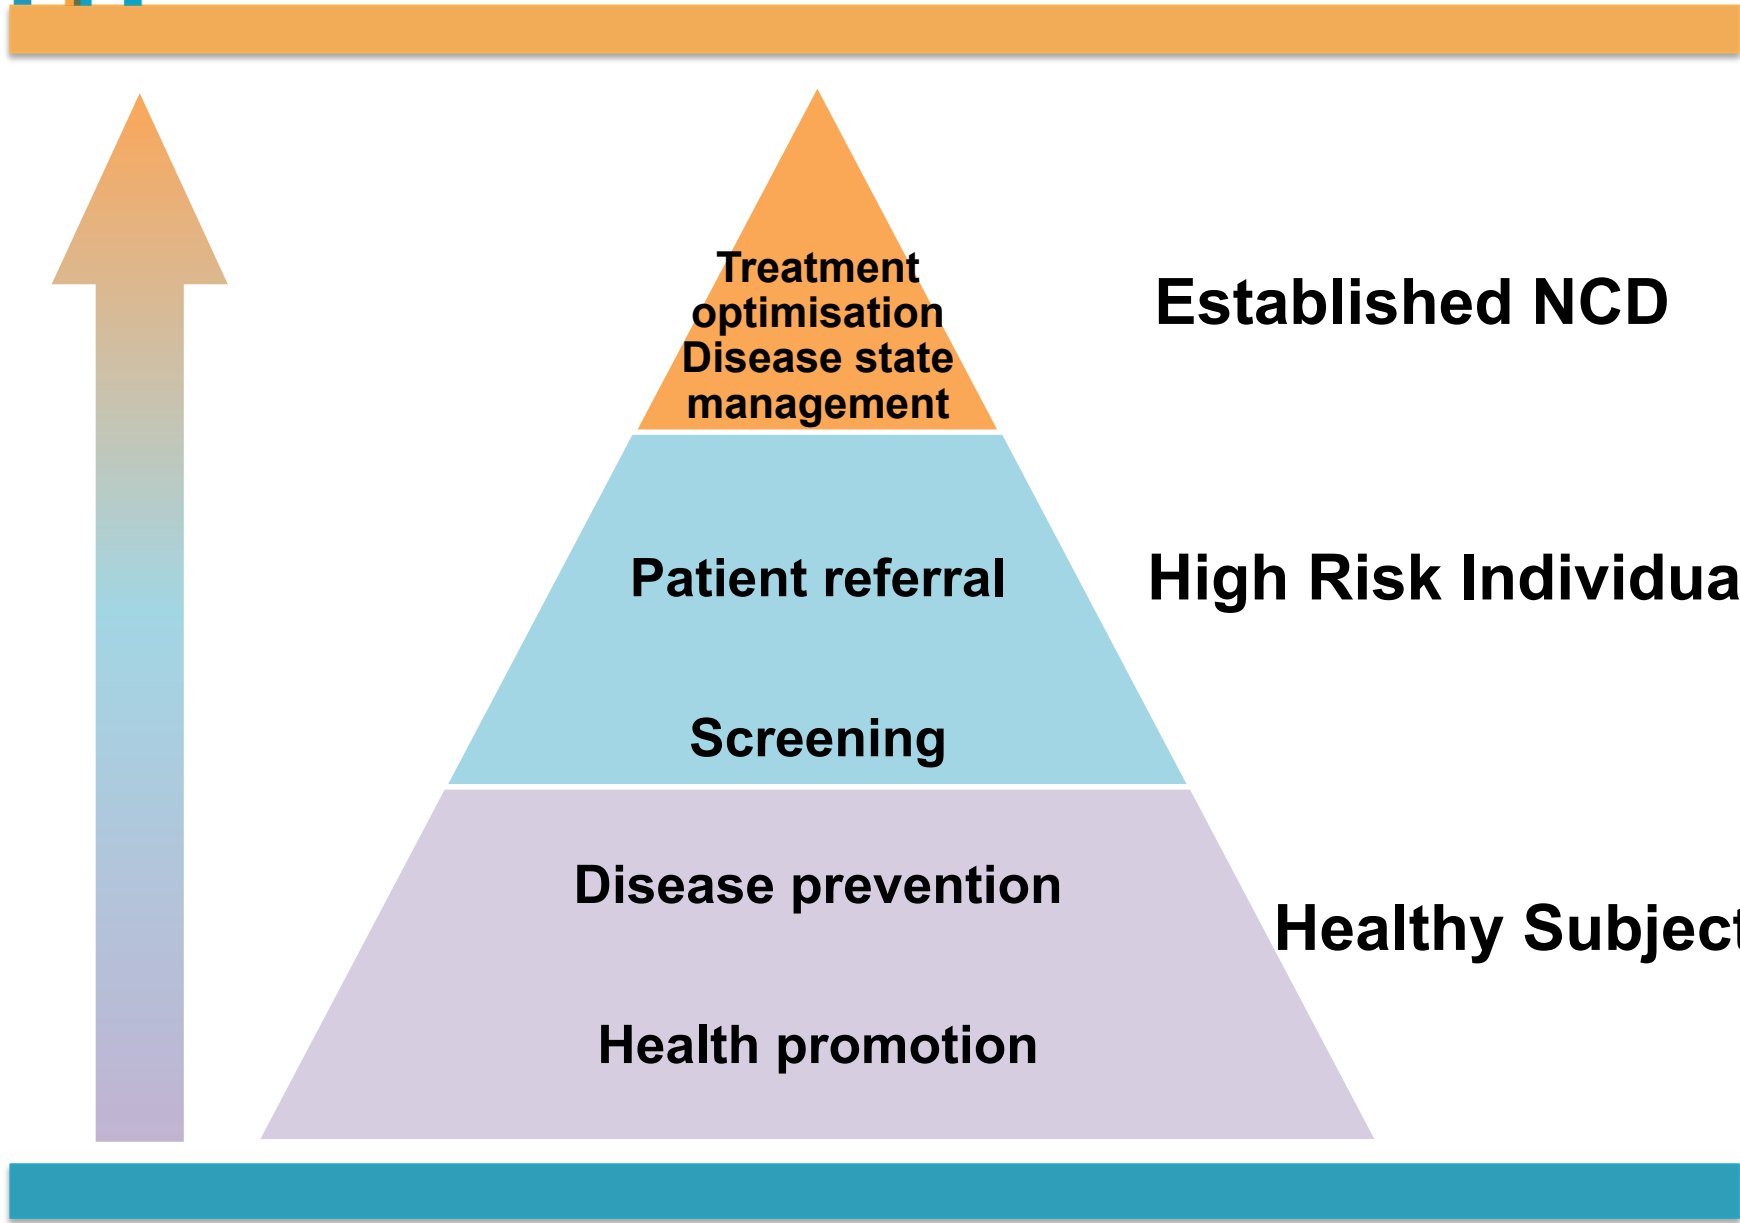 Treatment
optimisation
Disease state
management
Established NCD
Patient referral
High Risk Individua
Screening
Disease prevention
Healthy Subject
Health promotion